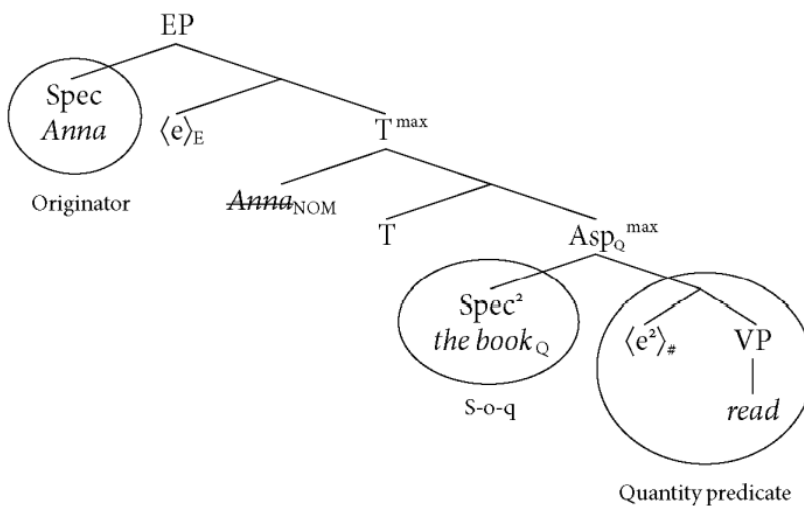 EP
Spec
Anna
⟨e⟩E
Tmax
Originator
AnnaNOM
T
AspQmax
Spec²
the bookQ
⟨e²⟩#
VP
read
S-o-q
Quantity predicate